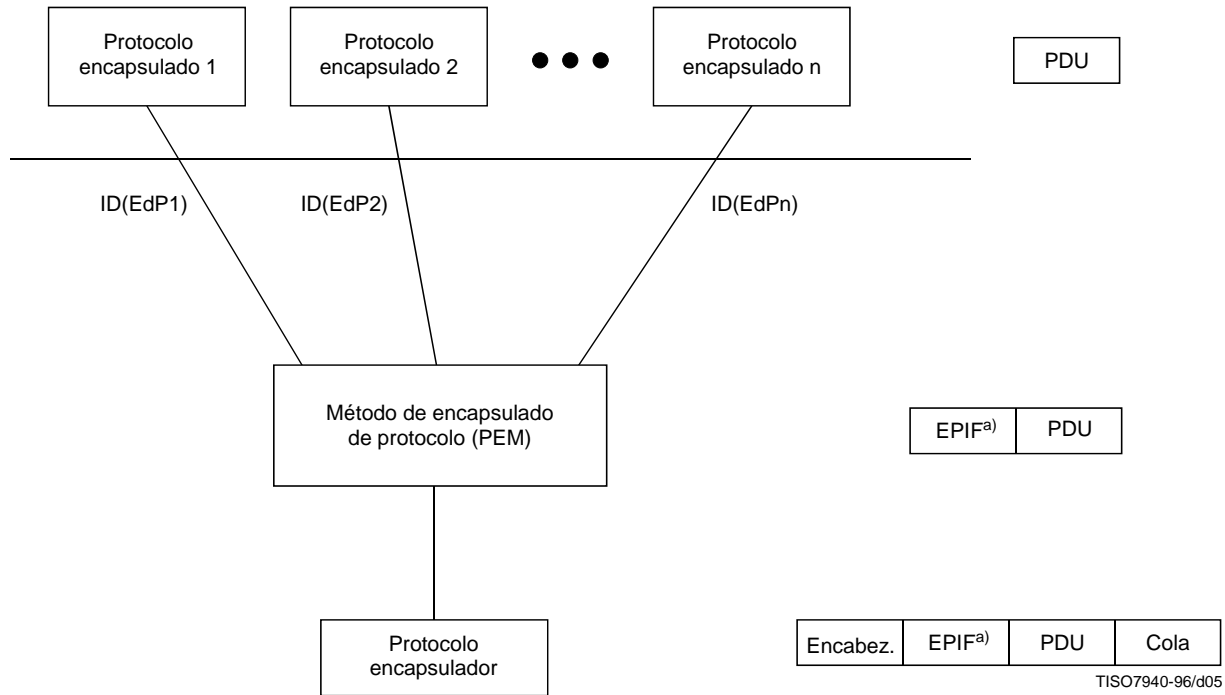 Protocolo
encapsulado 1
Protocolo
encapsulado 2
Protocolo
encapsulado n
PDU
ID(EdP1)
ID(EdP2)
ID(EdPn)
Método de encapsulado
de protocolo (PEM)
EPIFa)
PDU
Protocolo
encapsulador
Encabez.
EPIFa)
PDU
Cola
TISO7940-96/d05